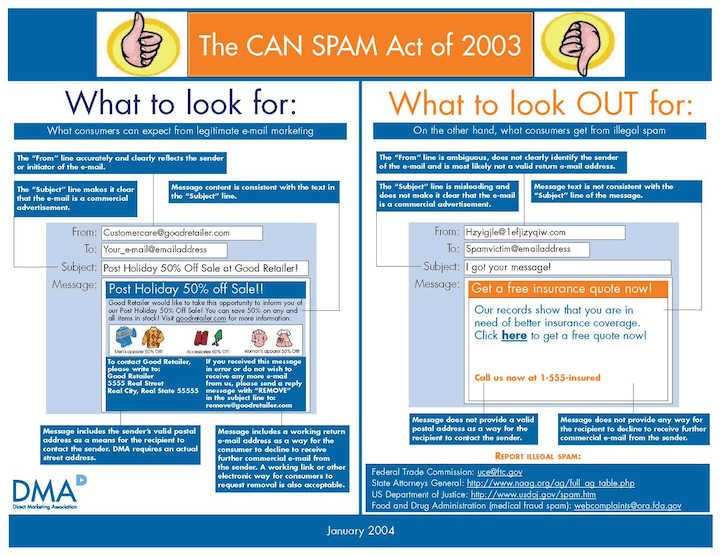 The CAN SPAM Act of 2003
What to look for:
What consumers can expect from legitimate e-mail marketing
The "From" line accurately and clearly reflects the sender
or initiator of the e-mail.
The "Subject" line makes it clear
that the e-mail is a commercial
advertisement.
Message content is consistent with the text in
the "Subject" line.
From: Customercare@goodretailer.com
To: Your_e-mail@emailaddress
Subject: Post Holiday 50% Off Sale at Good Retailer!
Message: Post Holiday 50% off Sale!!
Good Retailer would like to take this opportunity to inform you of
our Post Holiday 50% Off Sale! You can save 50% on any and
all items in stock! Visit goodretailer.com for more information.
Men's apparel 50% Off!
Accessories 50% Off!
Women's apparel 50% Off!
To contact Good Retailer,
please write to:
Good Retailer
5555 Real Street
Real City, Real State 55555
If you received this message
in error or do not wish to
receive any more e-mail
from us, please send a reply
message with "REMOVE"
in the subject line to:
remove@goodretailer.com
Message includes the sender's valid postal
address as a means for the recipient to
contact the sender. DMA requires an actual
street address.
Message includes a working return
e-mail address as a way for the
consumer to decline to receive
further commercial e-mail from
the sender. A working link or other
electronic way for consumers to
request removal is also acceptable.
DMA
Direct Marketing Association
What to look OUT for:
On the other hand, what consumers get from illegal spam
The "From" line is ambiguous, does not clearly identify the sender
of the e-mail and is most likely not a valid return e-mail address.
The "Subject" line is misleading and
does not make it clear that the e-mail
is a commercial advertisement.
Message text is not consistent with the
"Subject" line of the message.
From: Hzyigjle@1efjizyqiw.com
To: Spamvictim@emailaddress
Subject: I got your message!
Message: Get a free insurance quote now!
Our records show that you are in
need of better insurance coverage.
Click here to get a free quote now!
Call us now at 1-555-insured
Message does not provide a valid
postal address as a way for the
recipient to contact the sender.
Message does not provide any way for
the recipient to decline to receive further
commercial e-mail from the sender.
REPORT ILLEGAL SPAM:
Federal Trade Commission: uce@ftc.gov
State Attorneys General: http://www.naag.org/ag/full_ag_table.php
US Department of Justice: http://www.usdoj.gov/spam.htm
Food and Drug Administration (medical fraud spam): webcomplaints@ora.fda.gov
January 2004